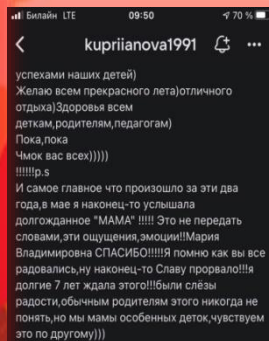 Билайн LTE 09:50 70 %
kupriianova1991
успехами наших детей)
Желаю всем прекрасного лета)отличного
отдыха)Здоровья всем
деткам,родителям,педагогам)
Пока,пока
Чмок вас всех)))))
!!!!!!p.s
И самое главное что произошло за эти два
года,в мае я наконец-то услышала
долгожданное "МАМА" !!!!! Это не передать
словами,эти ощущения,эмоции!!Мария
Владимировна СПАСИБО!!!!!Я помню как вы все
радовались,ну наконец-то Славу прорвало!!!я
долгие 7 лет ждала этого!!!были слёзы
радости,обычным родителям этого никогда не
понять,но мы мамы особенных деток,чувствуем
это по другому)))